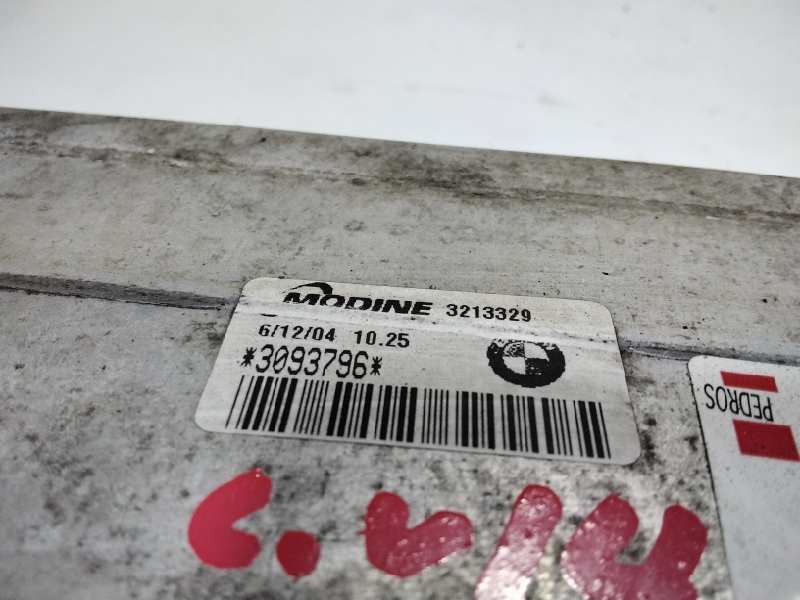 MODINE 3213329
6/12/04 10.25
*3093796*
PEDROS